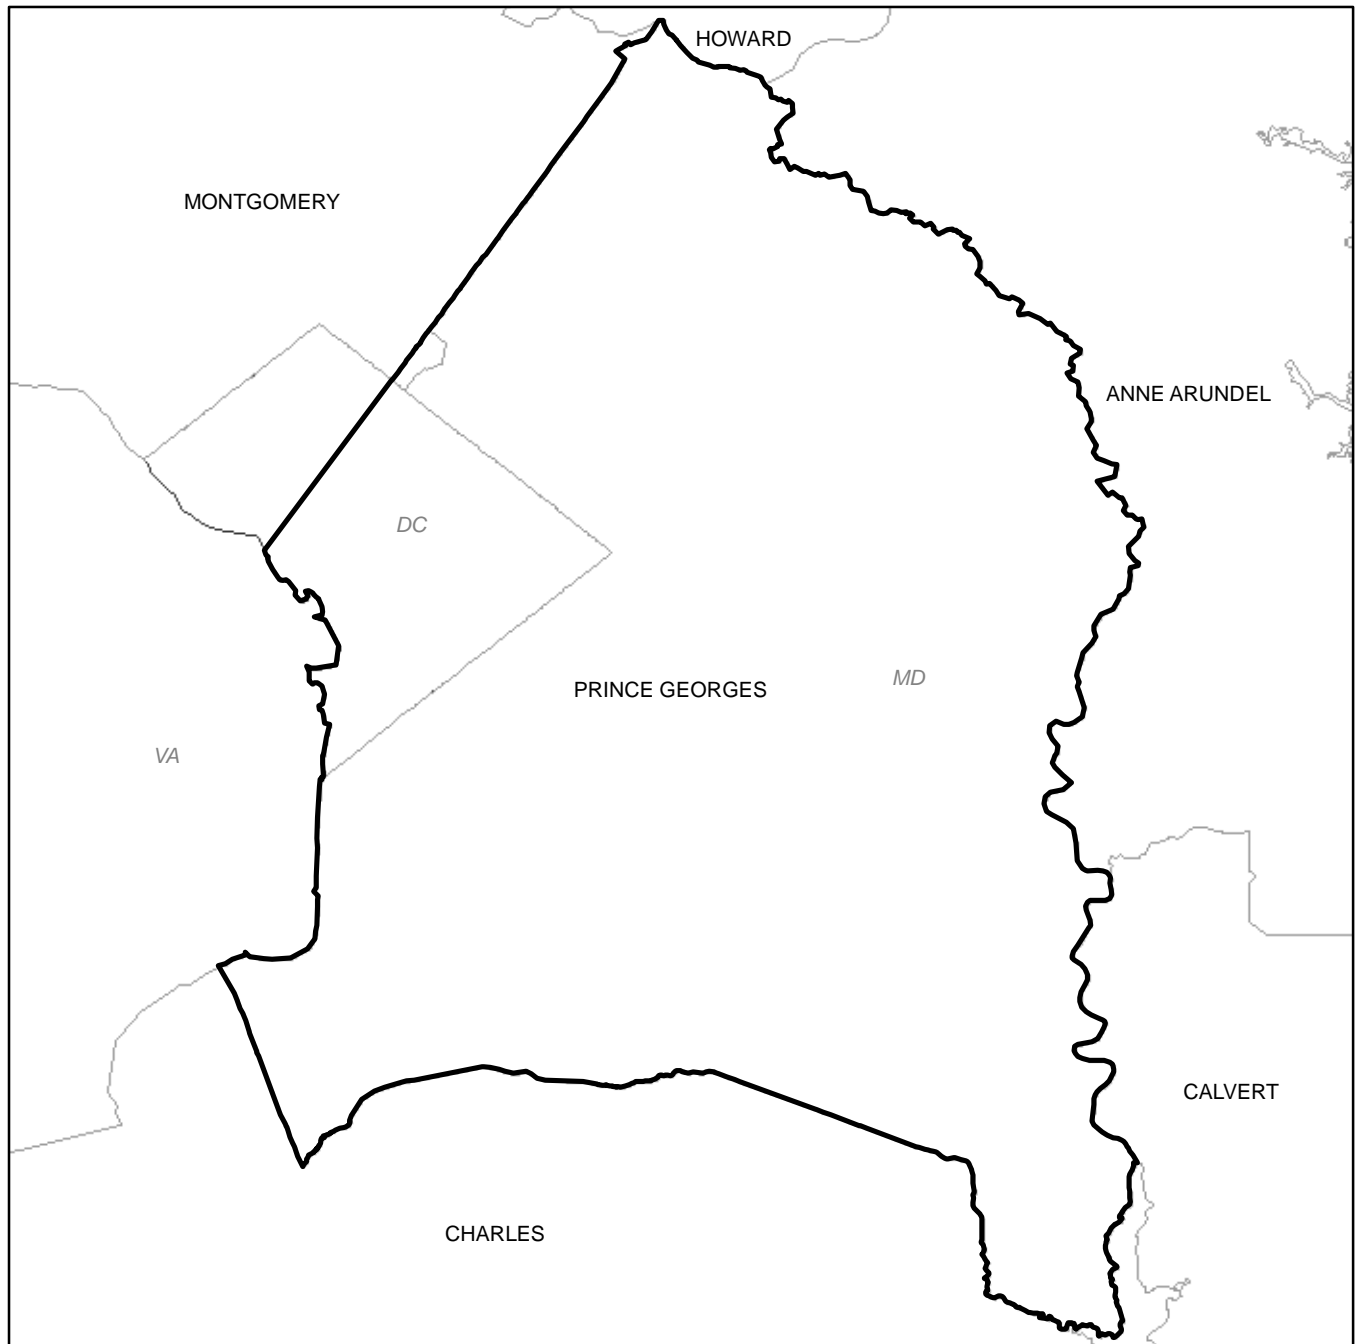 HOWARD
MONTGOMERY
ANNE ARUNDEL
DC
MD
PRINCE GEORGES
VA
CALVERT
CHARLES